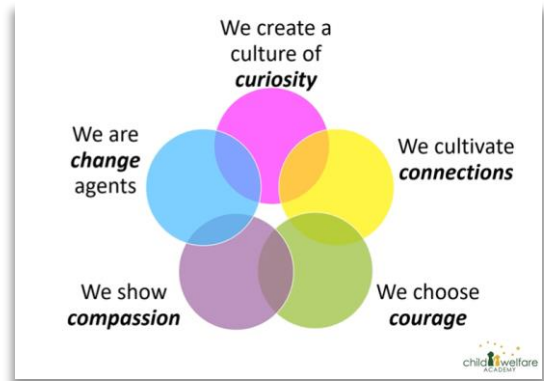 We create a
culture of
curiosity
We cultivate
connections
We choose
courage
We show
compassion
We are
change
agents
child welfare
ACADEMY